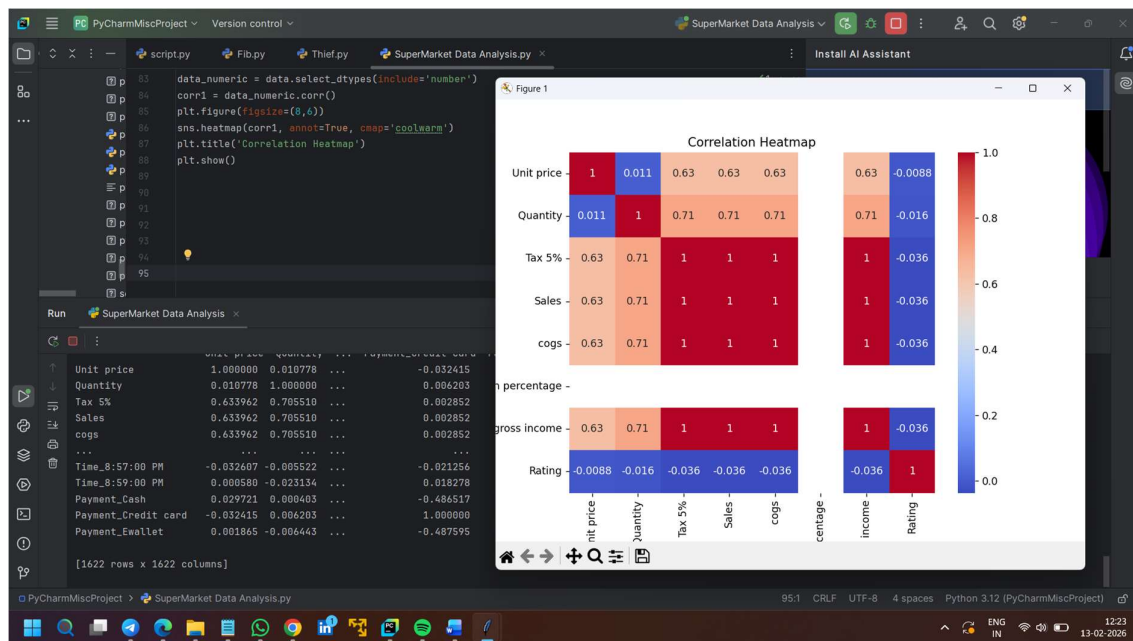 PC PyCharmMiscProject Version control SuperMarket Data Analysis
script.py Fib.py Thief.py SuperMarket Data Analysis.py Install AI Assistant
83 data_numeric = data.select_dtypes(include='number')
84 corr1 = data_numeric.corr()
85 plt.figure(figsize=(8,6))
86 sns.heatmap(corr1, annot=True, cmap='coolwarm')
87 plt.title('Correlation Heatmap')
88 plt.show()
89
90
91
92
93
94
95
Figure 1
Correlation Heatmap
Unit price 1 0.011 0.63 0.63 0.63 0.63 -0.0088
Quantity 0.011 1 0.71 0.71 0.71 0.71 -0.016
Tax 5% 0.63 0.71 1 1 1 1 -0.036
Sales 0.63 0.71 1 1 1 1 -0.036
cogs 0.63 0.71 1 1 1 1 -0.036
percentage
gross income 0.63 0.71 1 1 1 1 -0.036
Rating -0.0088 -0.016 -0.036 -0.036 -0.036 -0.036 1
nit price Quantity Tax 5% Sales cogs centage income Rating
1.0
0.8
0.6
0.4
0.2
0.0
Run SuperMarket Data Analysis
Unit price Quantity ... Payment_Credit card
Unit price 1.000000 0.010778 ... -0.032415
Quantity 0.010778 1.000000 ... 0.006203
Tax 5% 0.633962 0.705510 ... 0.002852
Sales 0.633962 0.705510 ... 0.002852
cogs 0.633962 0.705510 ... 0.002852
... ... ... ... ...
Time_8:57:00 PM -0.032607 -0.005522 ... -0.021256
Time_8:59:00 PM 0.000580 -0.023134 ... 0.018278
Payment_Cash 0.029721 0.000403 ... -0.486517
Payment_Credit card -0.032415 0.006203 ... 1.000000
Payment_Ewallet 0.001865 -0.006443 ... -0.487595
[1622 rows x 1622 columns]
PyCharmMiscProject > SuperMarket Data Analysis.py 95:1 CRLF UTF-8 4 spaces Python 3.12 (PyCharmMiscProject)
ENG
IN
12:23
13-02-2026